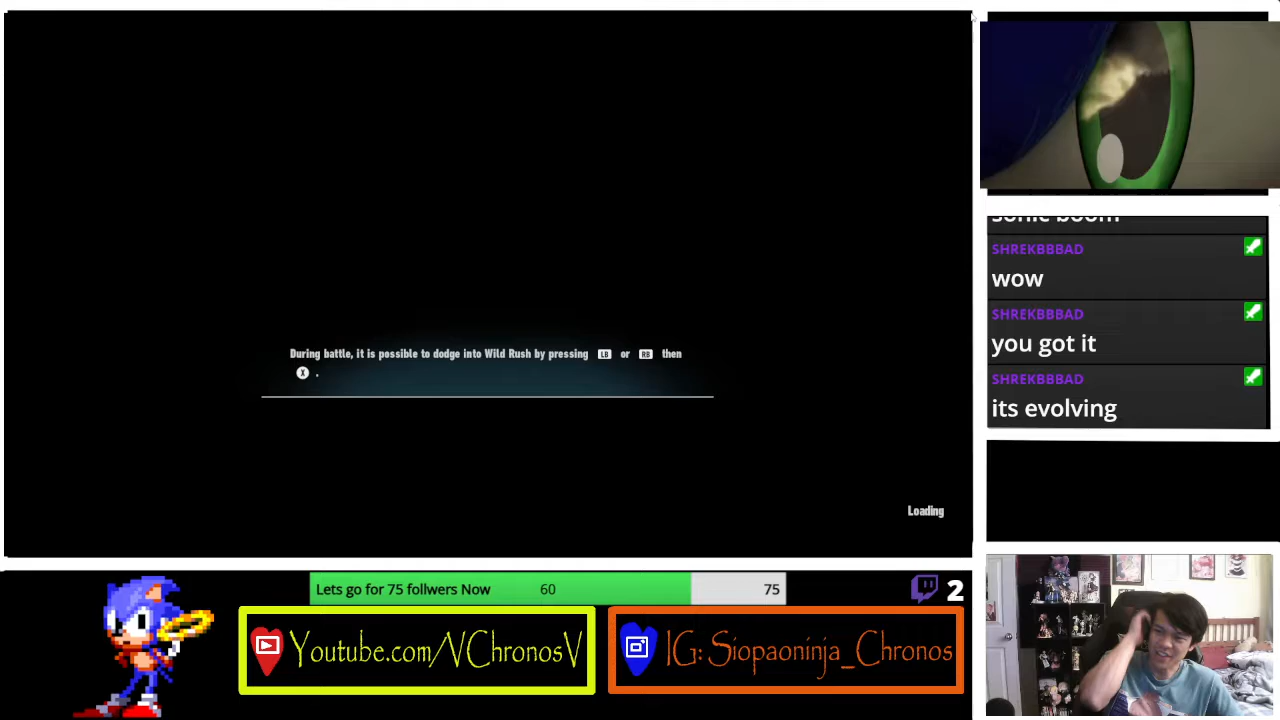 During battle, it is possible to dodge into Wild Rush by pressing LB or RB then
X .
Loading
sonic boom
SHREKBBBAD
wow
SHREKBBBAD
you got it
SHREKBBBAD
its evolving
Lets go for 75 follwers Now 60 75
2
Youtube.com/VChronosV
IG: Siopaoninja_Chronos